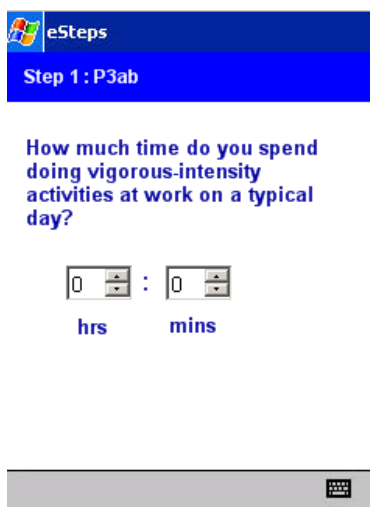 eSteps
Step 1 : P3ab
How much time do you spend
doing vigorous-intensity
activities at work on a typical
day?
0 : 0
hrs mins